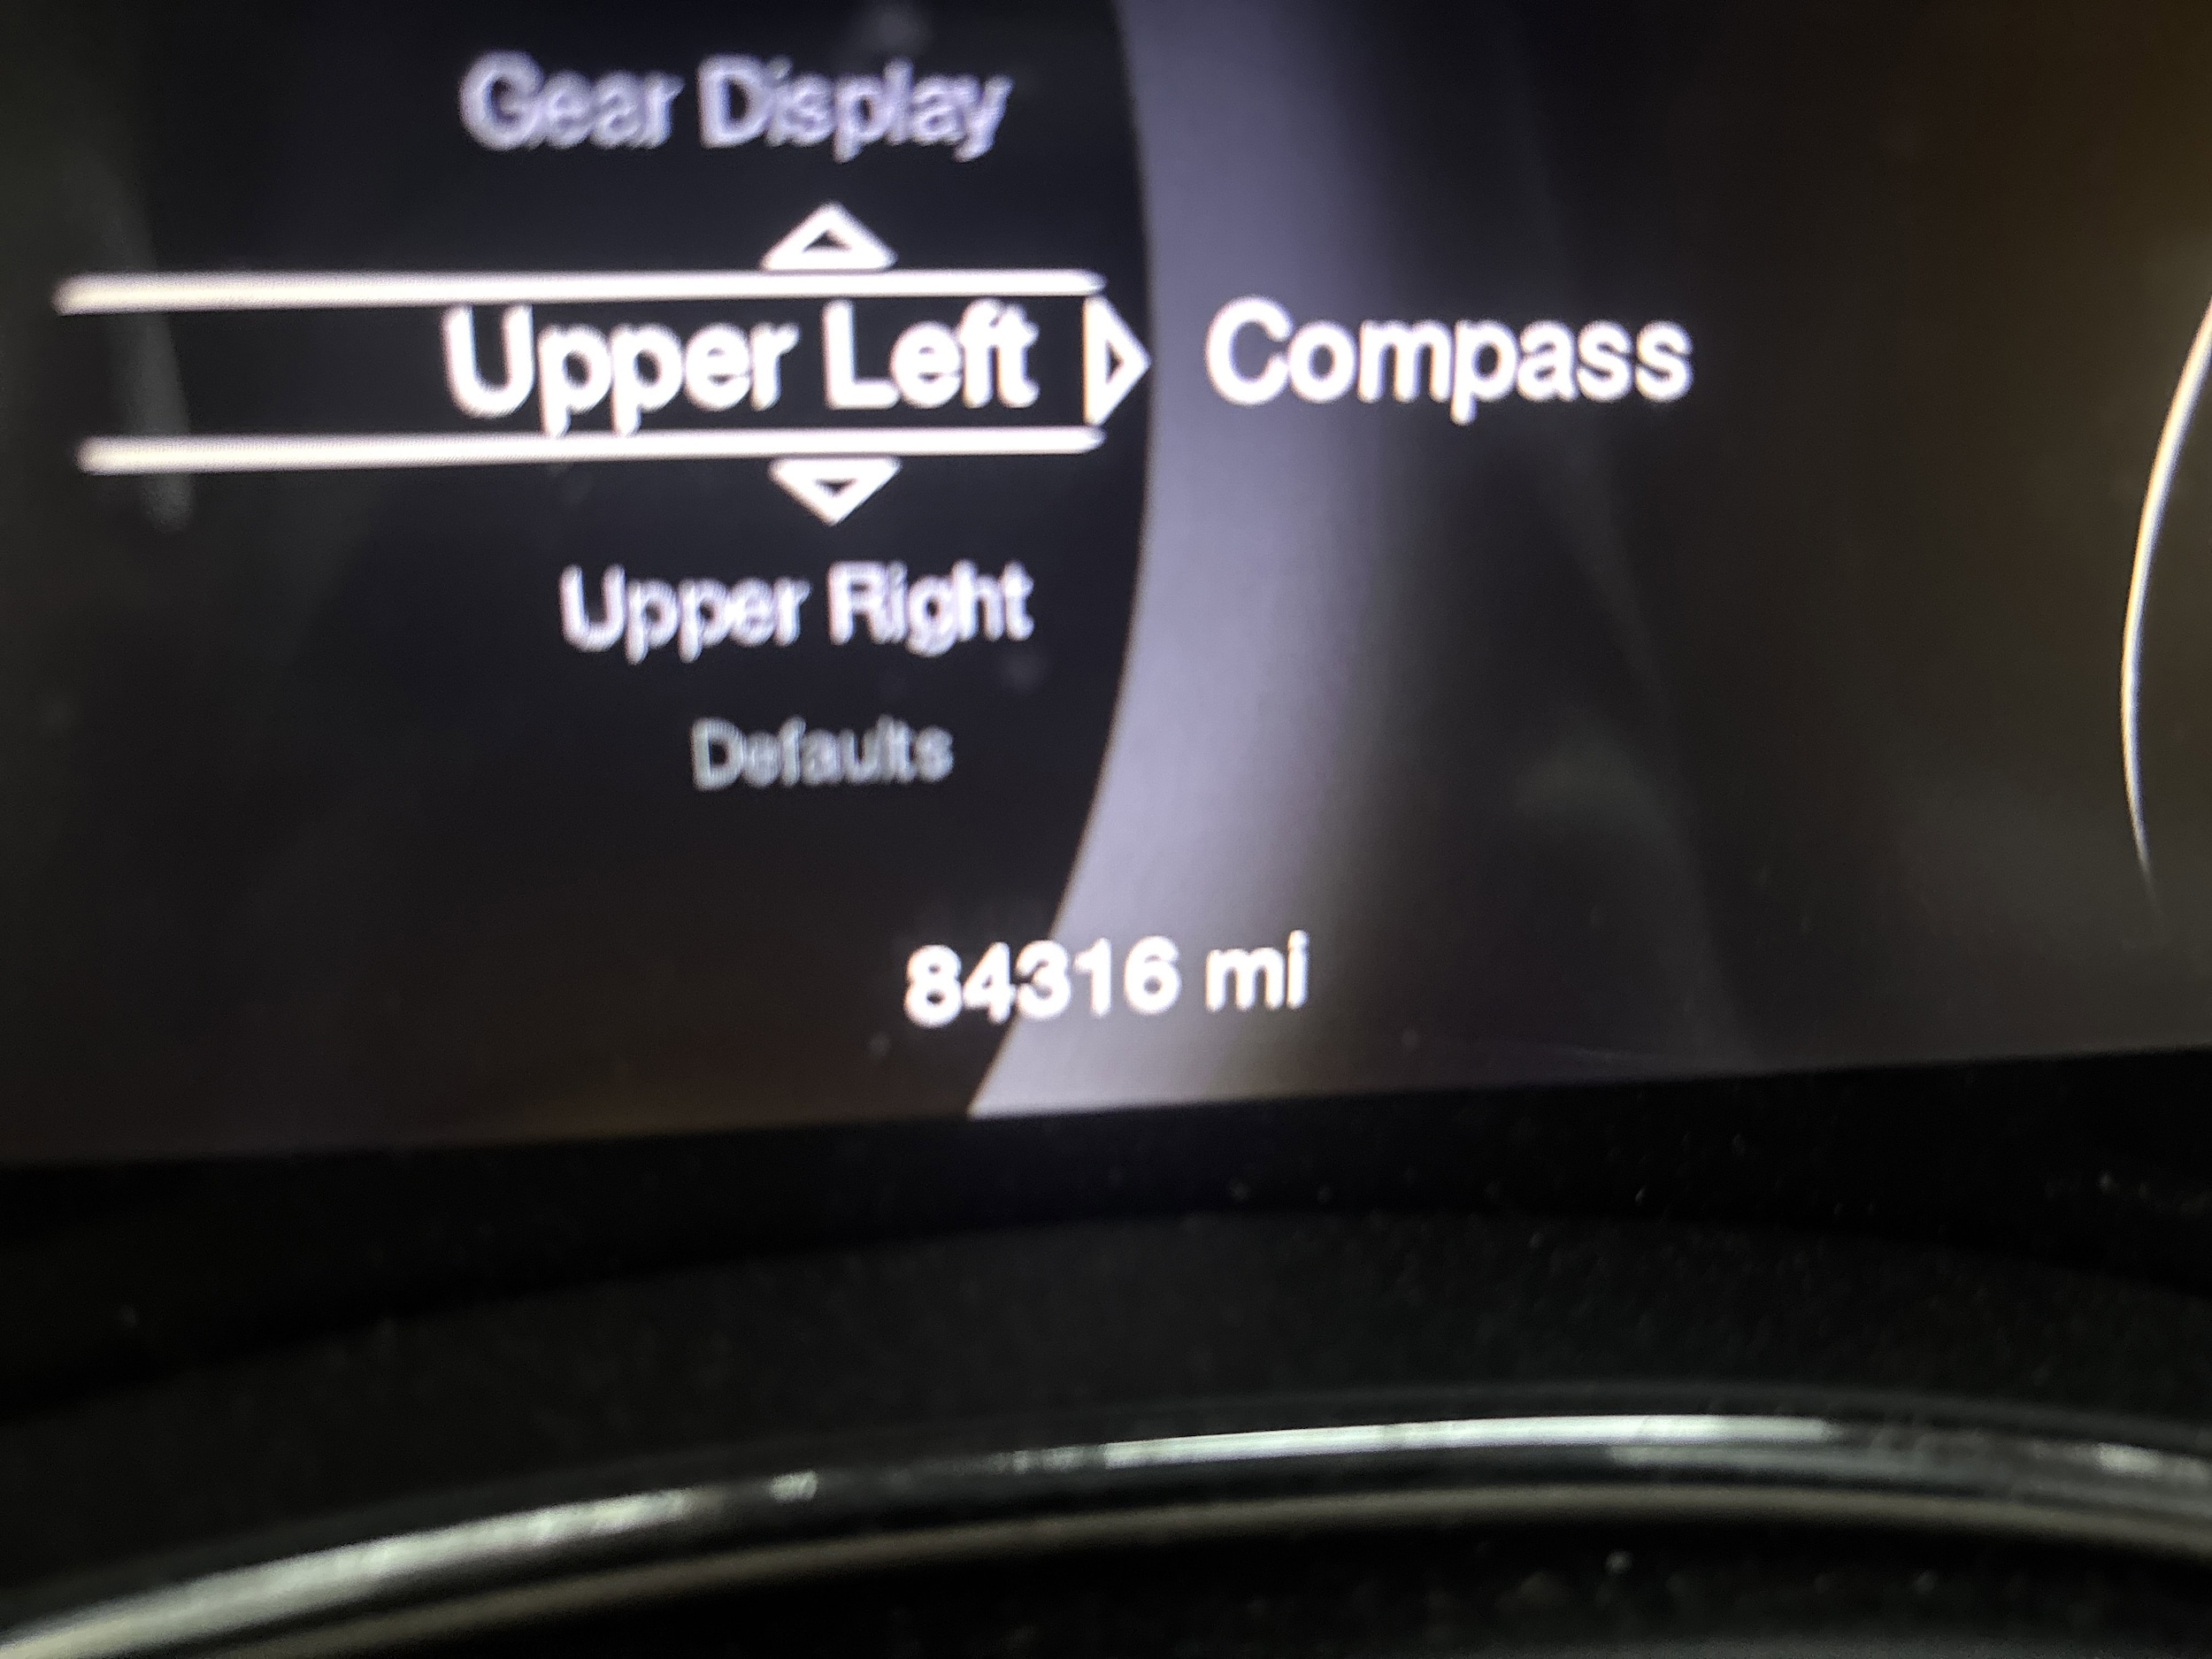 Gear Display
Upper Left Compass
Upper Right
Defaults
84316 mi